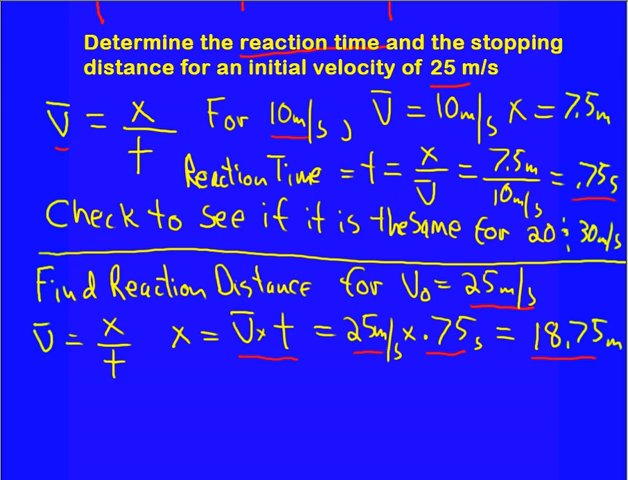 Determine the reaction time and the stopping
distance for an initial velocity of 25 m/s
v̅ = x/t For 10m/s, v̅ = 10m/s x = 7.5m
Reaction Time = t = x/v̅ = 7.5m/10m/s = .75s
Check to see if it is the same for 20 & 30m/s
Find Reaction Distance for V₀ = 25m/s
v̅ = x/t x = v̅ x t = 25m/s x .75s = 18.75m